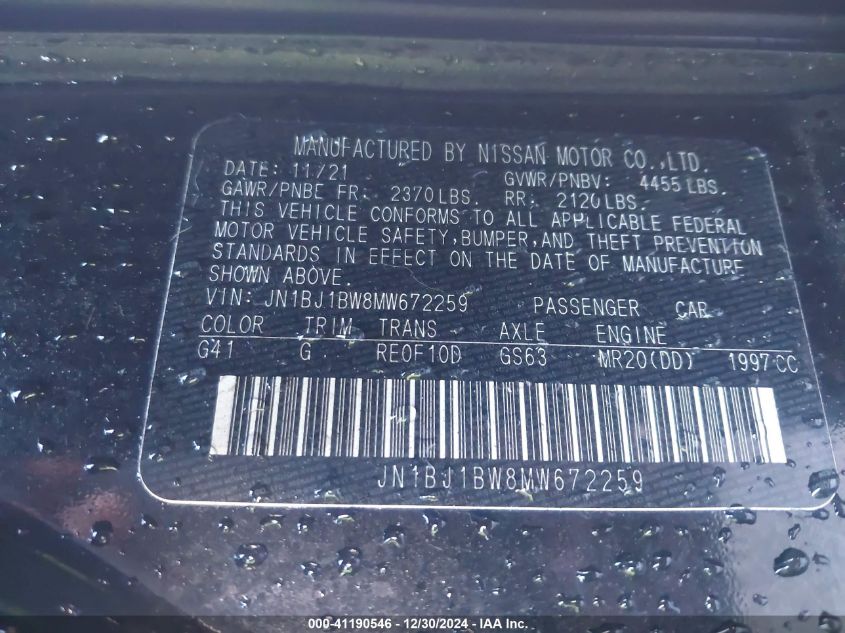 MANUFACTURED BY NISSAN MOTOR CO.,LTD.
DATE: 11/21 GVWR/PNBV: 4455 LBS.
GAWR/PNBE FR: 2370LBS. RR: 2120LBS.
THIS VEHICLE CONFORMS TO ALL APPLICABLE FEDERAL
MOTOR VEHICLE SAFETY,BUMPER,AND THEFT PREVENTION
STANDARDS IN EFFECT ON THE DATE OF MANUFACTURE
SHOWN ABOVE.
VIN: JN1BJ1BW8MW672259 PASSENGER CAR
COLOR TRIM TRANS AXLE ENGINE
G41 G RE0F10D GS63 MR20(DD) 1997CC
JN1BJ1BW8MW672259
000-41190546 - 12/30/2024 - IAA Inc.